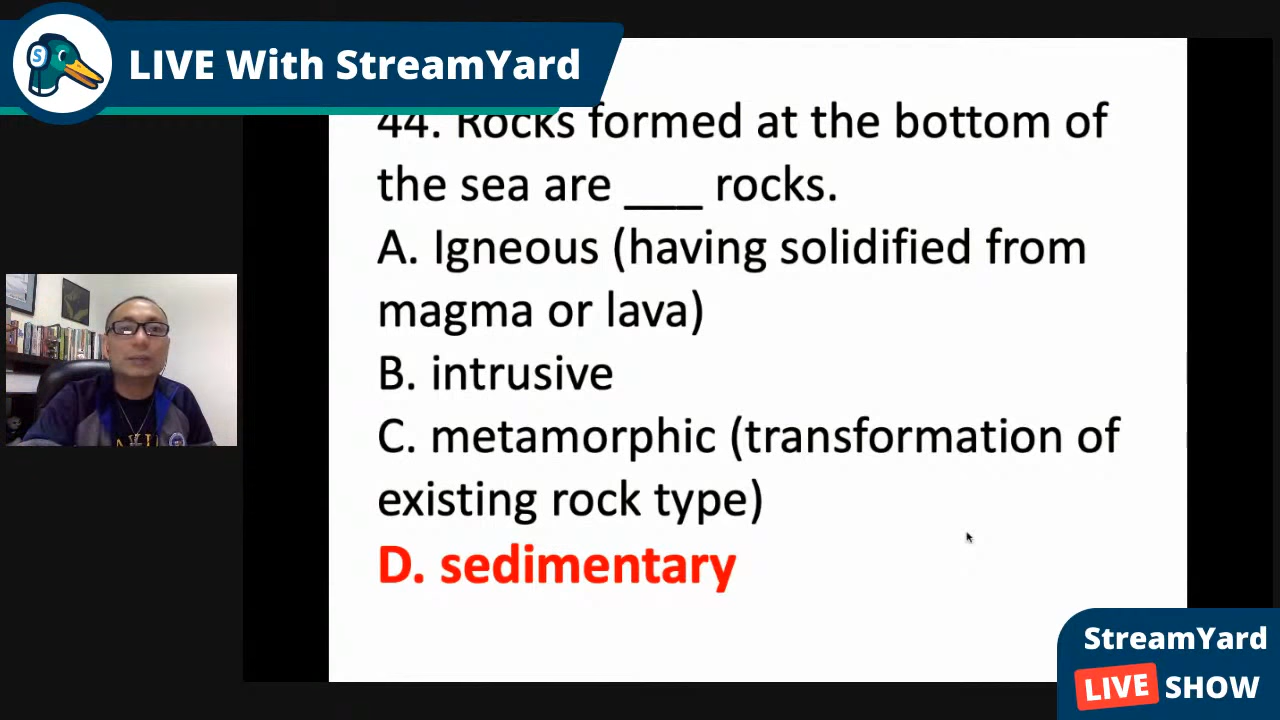 LIVE With StreamYard
44. Rocks formed at the bottom of
the sea are ___ rocks.
A. Igneous (having solidified from
magma or lava)
B. intrusive
C. metamorphic (transformation of
existing rock type)
D. sedimentary
StreamYard
LIVE SHOW